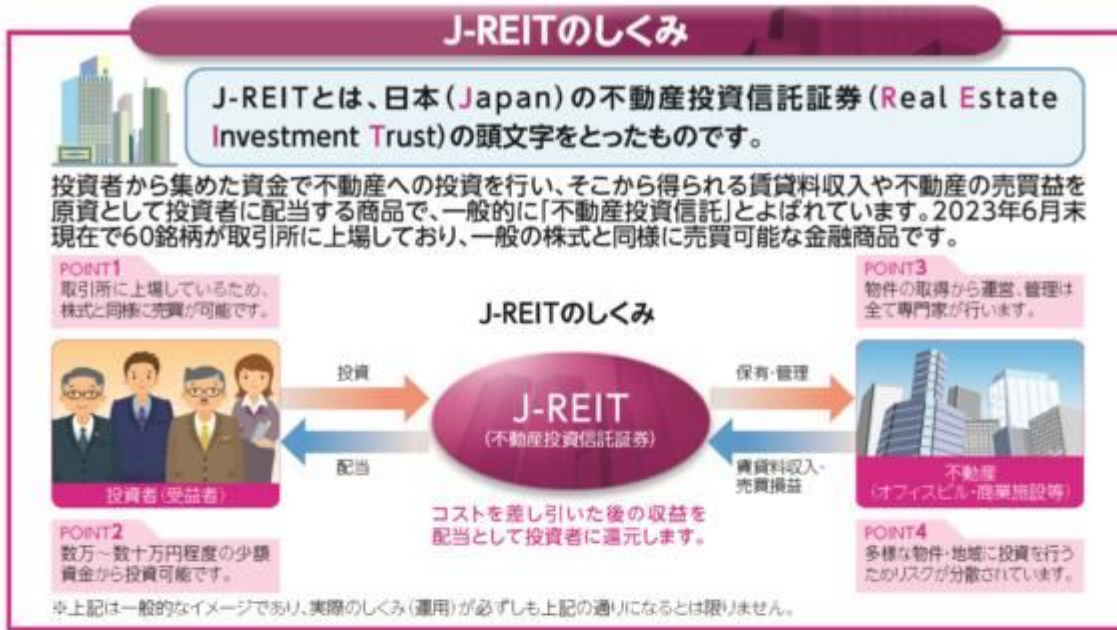 J-REITのしくみ
J-REITとは、日本(Japan)の不動産投資信託証券(Real Estate
Investment Trust)の頭文字をとったものです。
投資者から集めた資金で不動産への投資を行い、そこから得られる賃貸料収入や不動産の売買益を
原資として投資者に配当する商品で、一般的に「不動産投資信託」とよばれています。2023年6月末
現在で60銘柄が取引所に上場しており、一般の株式と同様に売買可能な金融商品です。
POINT1
取引所に上場しているため、
株式と同様に売買が可能です。
POINT3
物件の取得から運営、管理は
全て専門家が行います。
J-REITのしくみ
投資
保有・管理
J-REIT
(不動産投資信託証券)
配当
賃貸料収入・
売買損益
投資者(受益者)
不動産
(オフィスビル・商業施設等)
コストを差し引いた後の収益を
配当として投資者に還元します。
POINT2
数万~数十万円程度の少額
資金から投資可能です。
POINT4
多様な物件・地域に投資を行う
ためリスクが分散されています。
※上記は一般的なイメージであり、実際のしくみ(運用)が必ずしも上記の通りになるとは限りません。